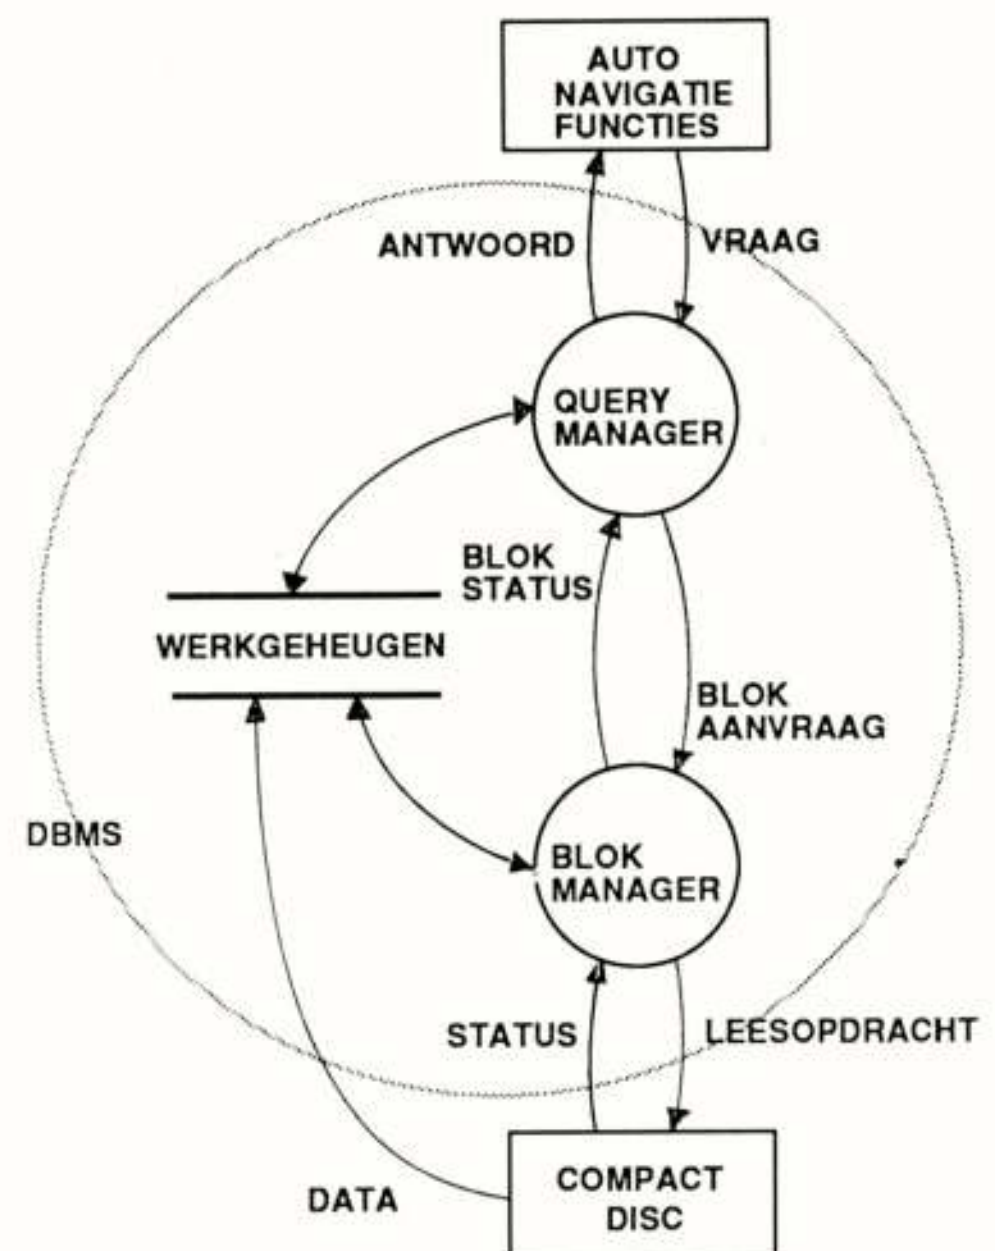 AUTO
NAVIGATIE
FUNCTIES
ANTWOORD
VRAAG
QUERY
MANAGER
BLOK
STATUS
WERKGEHEUGEN
BLOK
AANVRAAG
DBMS
BLOK
MANAGER
STATUS
LEESOPDRACHT
DATA
COMPACT
DISC